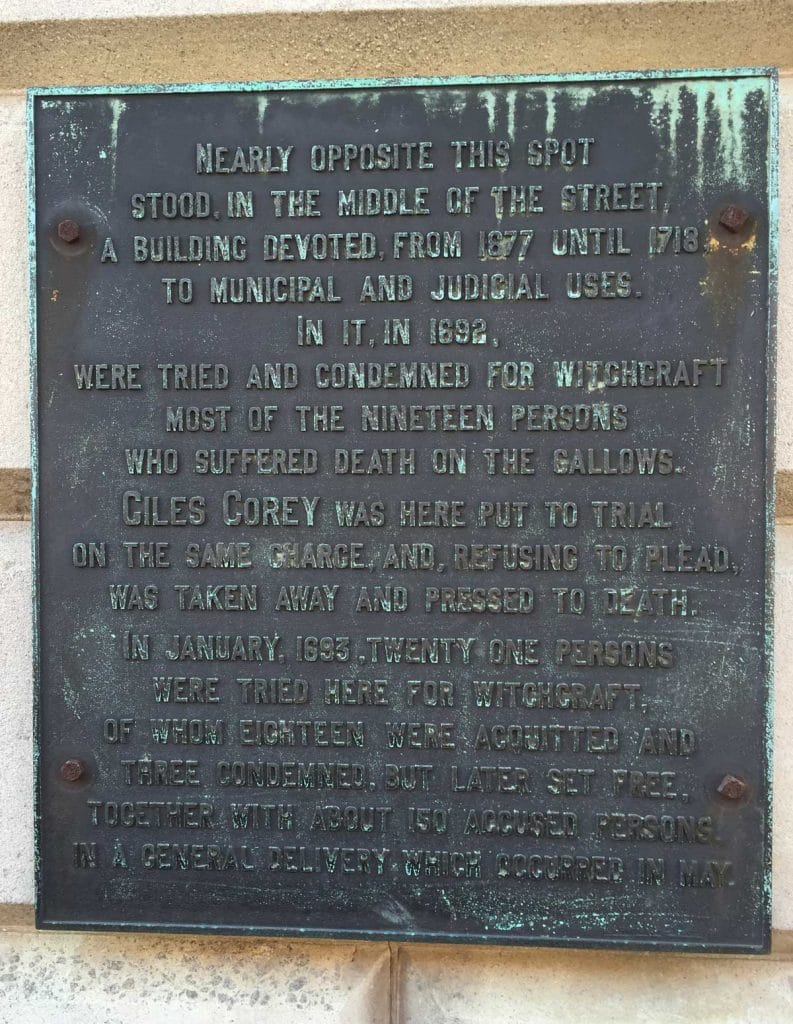 NEARLY OPPOSITE THIS SPOT
STOOD, IN THE MIDDLE OF THE STREET,
A BUILDING DEVOTED, FROM 1677 UNTIL 1718,
TO MUNICIPAL AND JUDICIAL USES.
IN IT, IN 1692,
WERE TRIED AND CONDEMNED FOR WITCHCRAFT
MOST OF THE NINETEEN PERSONS
WHO SUFFERED DEATH ON THE GALLOWS.
GILES COREY WAS HERE PUT TO TRIAL
ON THE SAME CHARGE, AND, REFUSING TO PLEAD,
WAS TAKEN AWAY AND PRESSED TO DEATH.
IN JANUARY, 1693, TWENTY ONE PERSONS
WERE TRIED HERE FOR WITCHCRAFT,
OF WHOM EIGHTEEN WERE ACQUITTED AND
THREE CONDEMNED, BUT LATER SET FREE,
TOGETHER WITH ABOUT 150 ACCUSED PERSONS,
IN A GENERAL DELIVERY WHICH OCCURRED IN MAY.